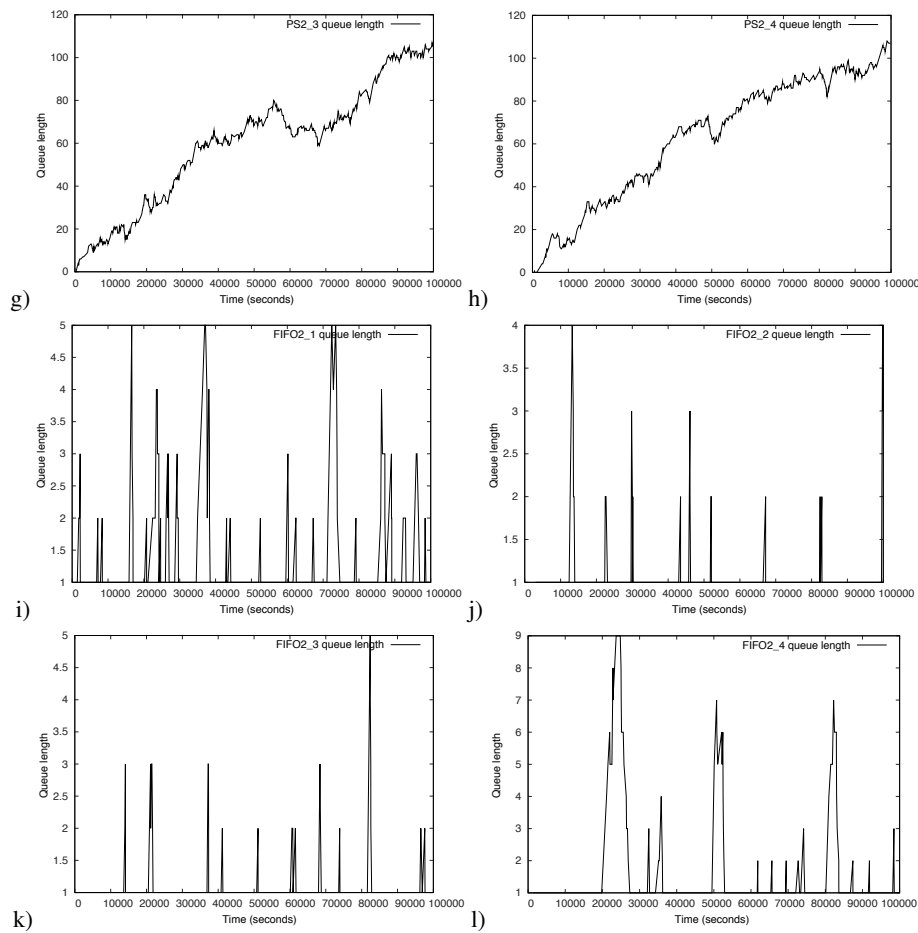 120
100
80
60
40
20
0
PS2_3 queue length
Queue length
0 10000 20000 30000 40000 50000 60000 70000 80000 90000 100000
Time (seconds)
g)
120
100
80
60
40
20
0
PS2_4 queue length
Queue length
0 10000 20000 30000 40000 50000 60000 70000 80000 90000 100000
Time (seconds)
h)
5
4.5
4
3.5
3
2.5
2
1.5
1
FIFO2_1 queue length
Queue length
0 10000 20000 30000 40000 50000 60000 70000 80000 90000 100000
Time (seconds)
i)
4
3.5
3
2.5
2
1.5
1
FIFO2_2 queue length
Queue length
0 10000 20000 30000 40000 50000 60000 70000 80000 90000 100000
Time (seconds)
j)
5
4.5
4
3.5
3
2.5
2
1.5
1
FIFO2_3 queue length
Queue length
0 10000 20000 30000 40000 50000 60000 70000 80000 90000 100000
Time (seconds)
k)
9
8
7
6
5
4
3
2
1
FIFO2_4 queue length
Queue length
0 10000 20000 30000 40000 50000 60000 70000 80000 90000 100000
Time (seconds)
l)